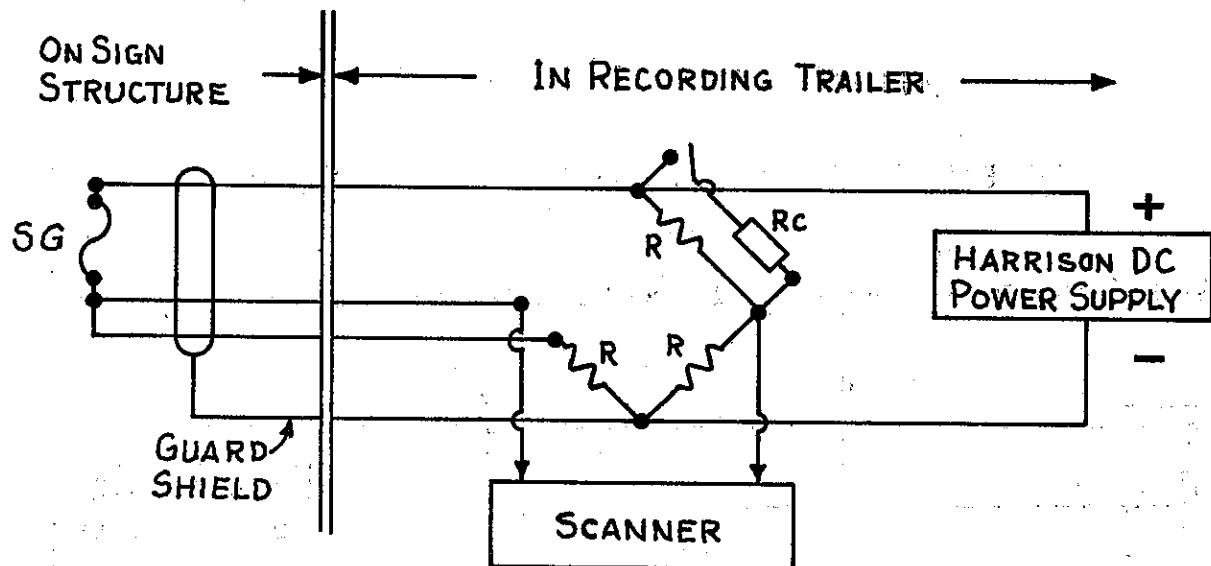 ON SIGN
STRUCTURE
IN RECORDING TRAILER
SG
R
RC
R
R
+
HARRISON DC
POWER SUPPLY
−
GUARD
SHIELD
SCANNER